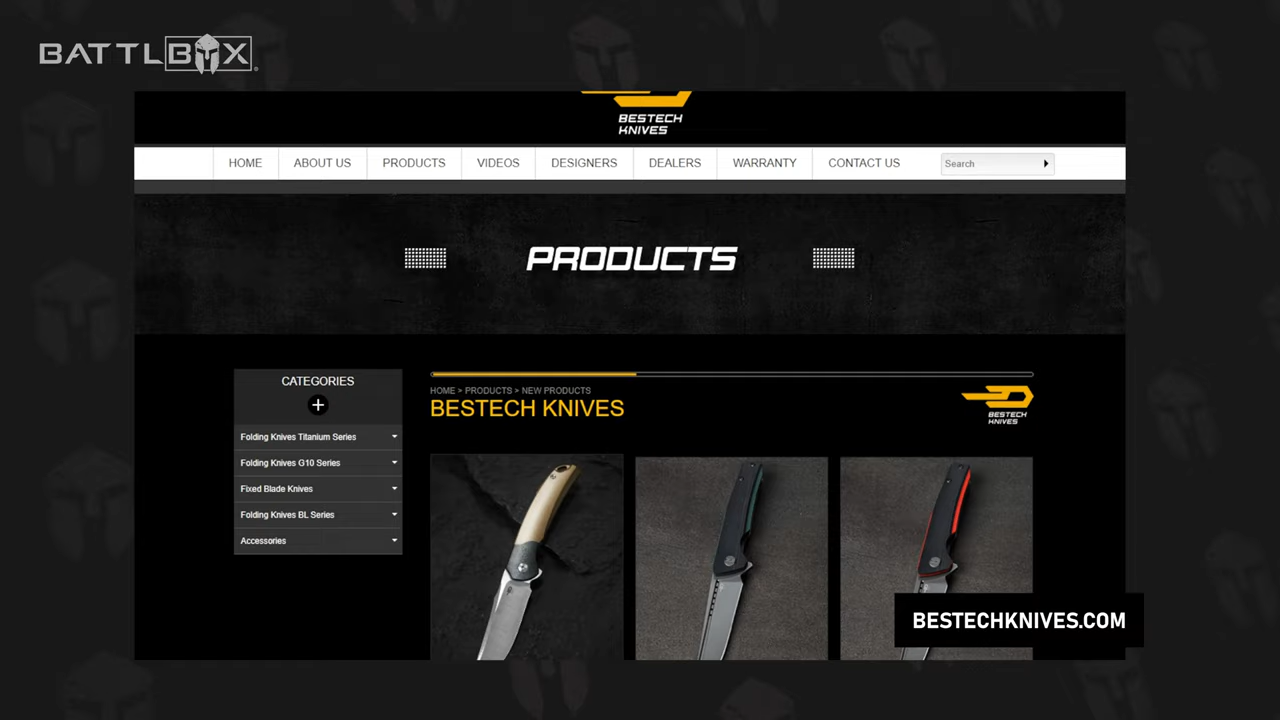 BATTLBOX
BESTECH
KNIVES
HOME
ABOUT US
PRODUCTS
VIDEOS
DESIGNERS
DEALERS
WARRANTY
CONTACT US
Search
PRODUCTS
CATEGORIES
Folding Knives Titanium Series
Folding Knives G10 Series
Fixed Blade Knives
Folding Knives BL Series
Accessories
HOME > PRODUCTS > NEW PRODUCTS
BESTECH KNIVES
BESTECH
KNIVES
BESTECHKNIVES.COM